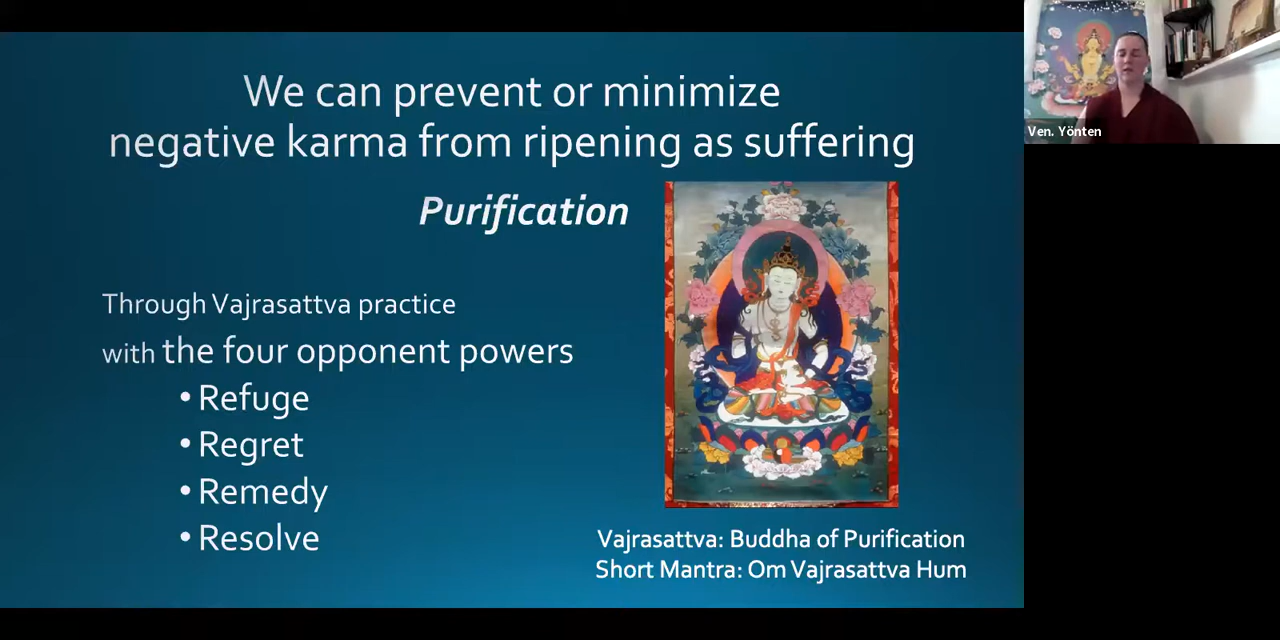 We can prevent or minimize
negative karma from ripening as suffering
Purification
Through Vajrasattva practice
with the four opponent powers
• Refuge
• Regret
• Remedy
• Resolve
Vajrasattva: Buddha of Purification
Short Mantra: Om Vajrasattva Hum
Ven. Yönten